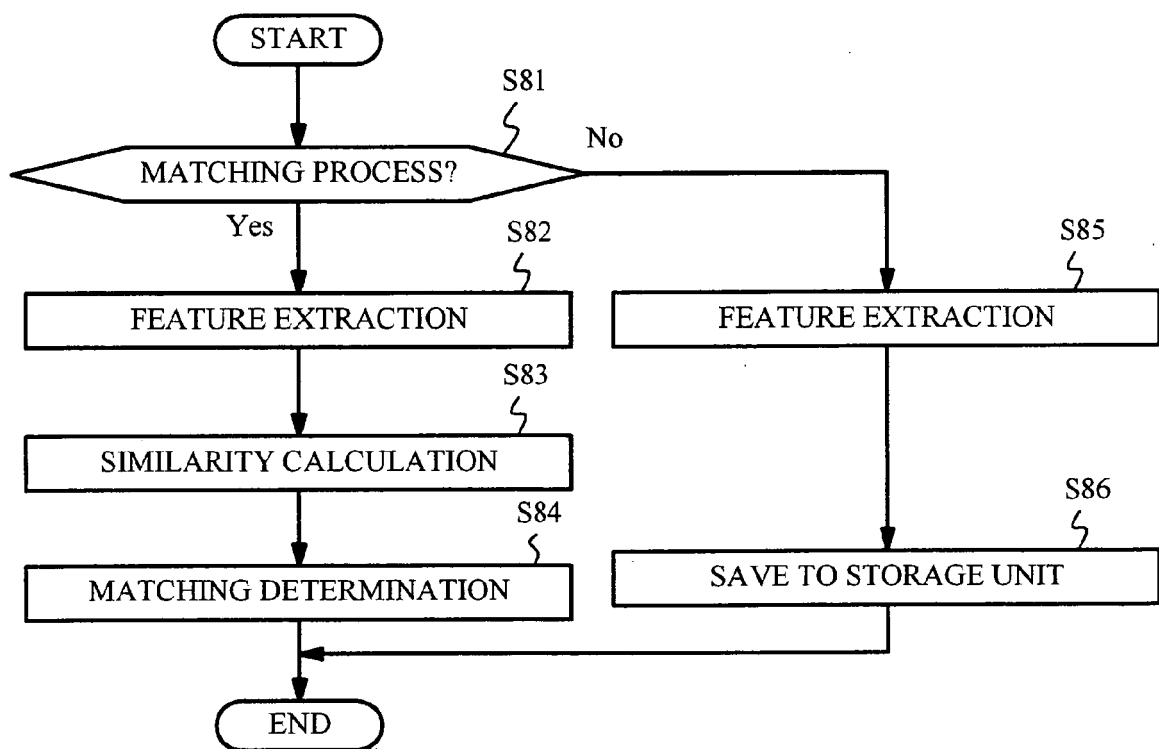 START
S81
MATCHING PROCESS?
No
Yes
S82
FEATURE EXTRACTION
S83
SIMILARITY CALCULATION
S84
MATCHING DETERMINATION
S85
FEATURE EXTRACTION
S86
SAVE TO STORAGE UNIT
END